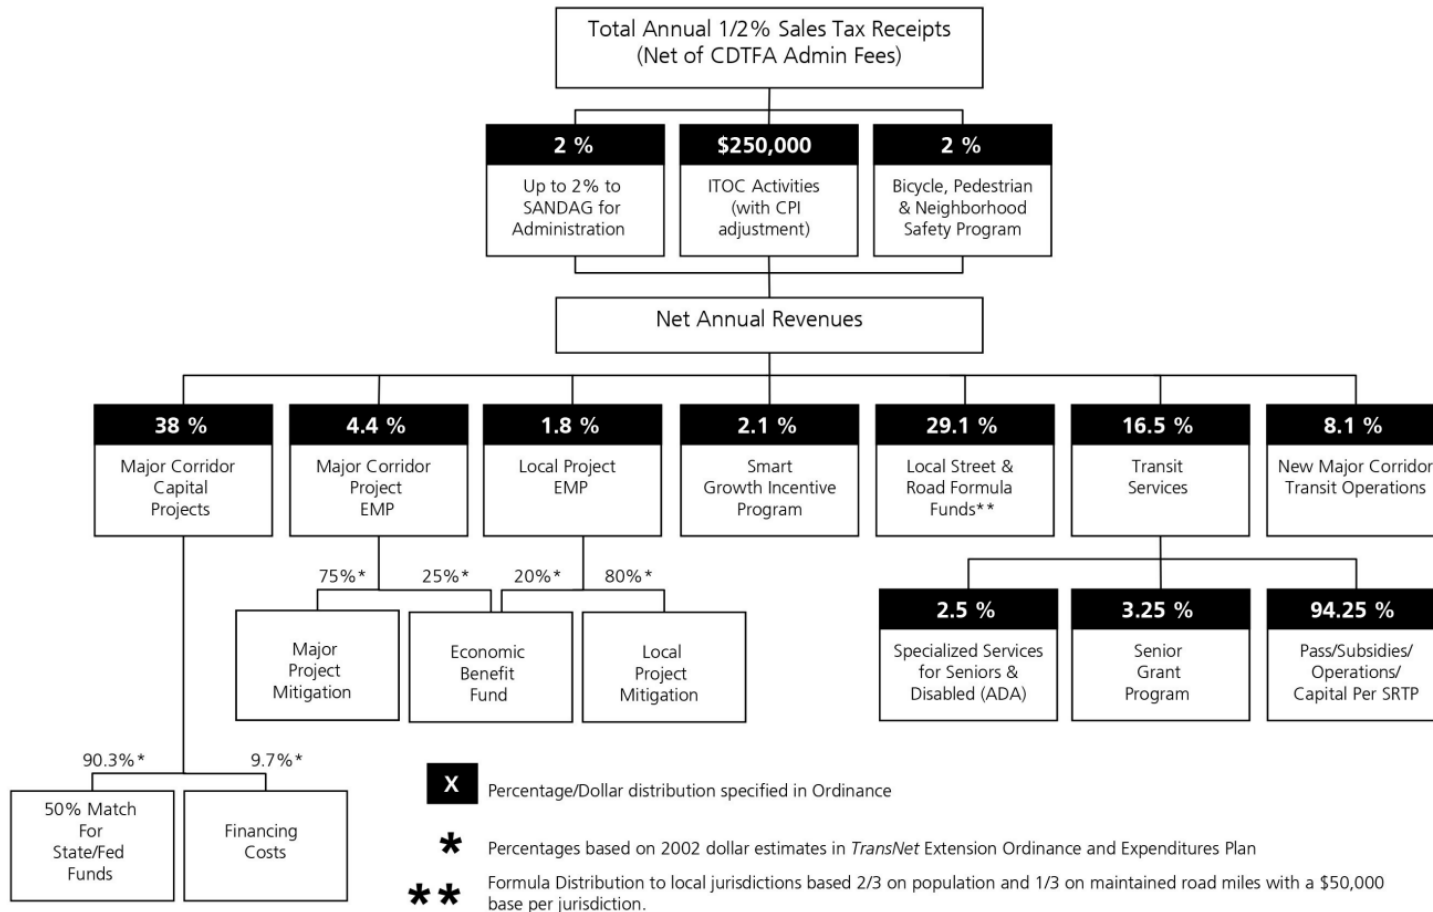 Total Annual 1/2% Sales Tax Receipts
(Net of CDTFA Admin Fees)
2 %
Up to 2% to
SANDAG for
Administration
$250,000
ITOC Activities
(with CPI
adjustment)
2 %
Bicycle, Pedestrian
& Neighborhood
Safety Program
Net Annual Revenues
38 %
Major Corridor
Capital
Projects
4.4 %
Major Corridor
Project
EMP
1.8 %
Local Project
EMP
2.1 %
Smart
Growth Incentive
Program
29.1 %
Local Street &
Road Formula
Funds**
16.5 %
Transit
Services
8.1 %
New Major Corridor
Transit Operations
75%*
25%*
20%*
80%*
Major
Project
Mitigation
Economic
Benefit
Fund
Local
Project
Mitigation
2.5 %
Specialized Services
for Seniors &
Disabled (ADA)
3.25 %
Senior
Grant
Program
94.25 %
Pass/Subsidies/
Operations/
Capital Per SRTP
90.3%*
9.7%*
50% Match
For
State/Fed
Funds
Financing
Costs
X Percentage/Dollar distribution specified in Ordinance
* Percentages based on 2002 dollar estimates in TransNet Extension Ordinance and Expenditures Plan
** Formula Distribution to local jurisdictions based 2/3 on population and 1/3 on maintained road miles with a $50,000
base per jurisdiction.